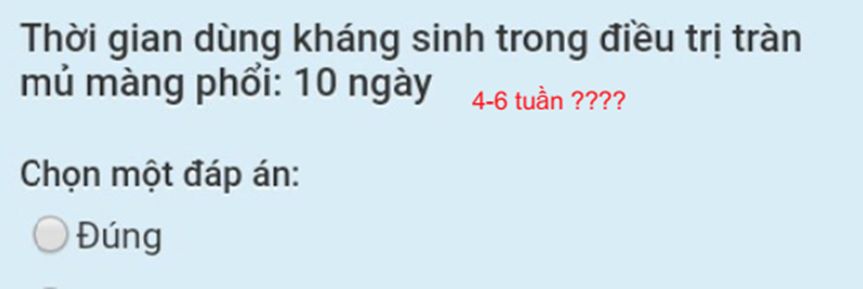 Thời gian dùng kháng sinh trong điều trị tràn
mủ màng phổi: 10 ngày
4-6 tuần ????
Chọn một đáp án:
Đúng